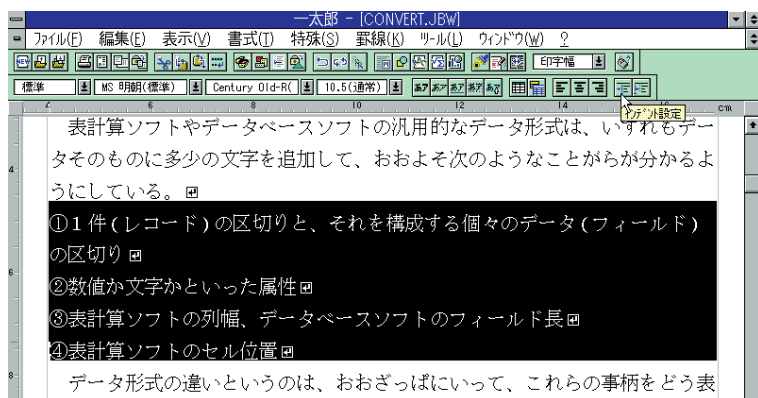 一太郎 - [CONVERT.JBW]
ファイル(F) 編集(E) 表示(V) 書式(T) 特殊(S) 罫線(K) ツール(L) ウィンドウ(W) ?
印字幅
標準 MS 明朝(標準) Century Old-R( 10.5(通常)
インデント設定
6 8 10 12 14 16 cm
表計算ソフトやデータベースソフトの汎用的なデータ形式は、いずれもデー
4
タそのものに多少の文字を追加して、おおよそ次のようなことがらが分かるよ
うにしている。
①1件(レコード)の区切りと、それを構成する個々のデータ(フィールド)
の区切り
6
②数値か文字かといった属性
③表計算ソフトの列幅、データベースソフトのフィールド長
④表計算ソフトのセル位置
8
データ形式の違いというのは、おおざっぱにいって、これらの事柄をどう表